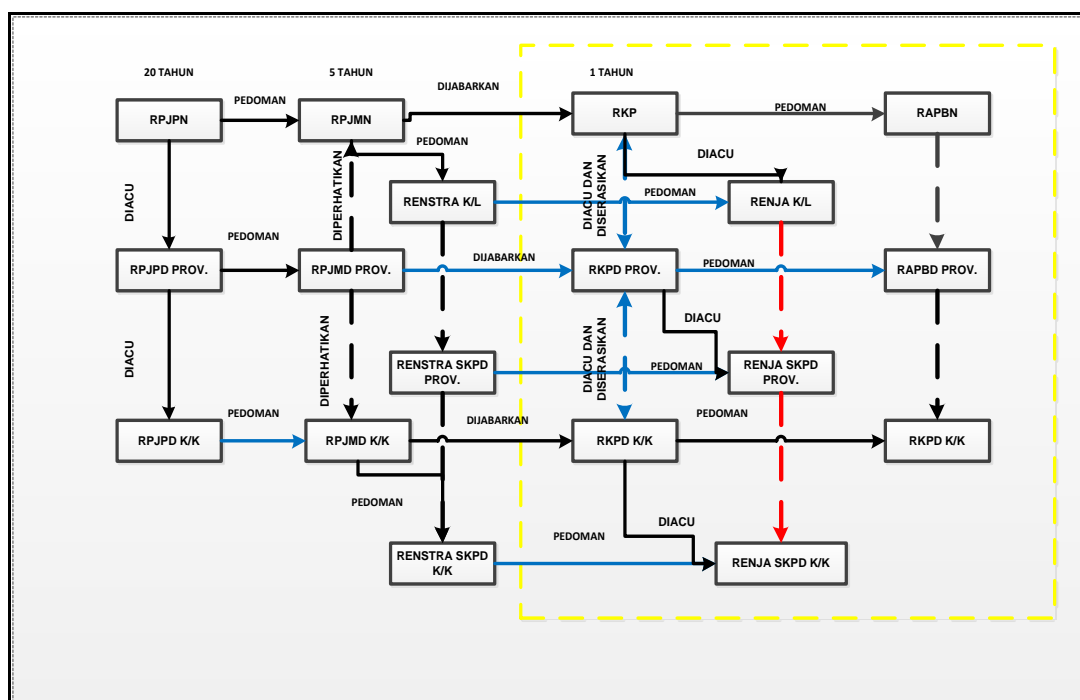 20 TAHUN
5 TAHUN
1 TAHUN
RPJPN
PEDOMAN
RPJMN
DIJABARKAN
RKP
PEDOMAN
RAPBN
PEDOMAN
DIACU
DIACU
DIPERHATIKAN
RENSTRA K/L
PEDOMAN
DIACU DAN
DISERASIKAN
RENJA K/L
RPJPD PROV.
PEDOMAN
RPJMD PROV.
DIJABARKAN
RKPD PROV.
PEDOMAN
RAPBD PROV.
DIACU
DIPERHATIKAN
RENSTRA SKPD
PROV.
DIACU DAN
DISERASIKAN
PEDOMAN
DIACU
RENJA SKPD
PROV.
RPJPD K/K
PEDOMAN
RPJMD K/K
DIJABARKAN
RKPD K/K
PEDOMAN
RKPD K/K
PEDOMAN
RENSTRA SKPD
K/K
PEDOMAN
DIACU
RENJA SKPD K/K